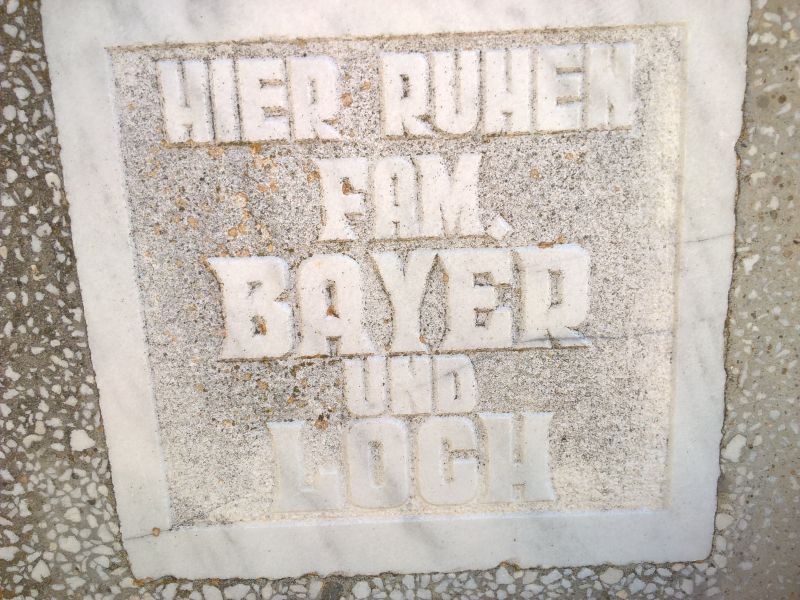 HIER RUHEN
FAM.
BAYER
UND
LOCH